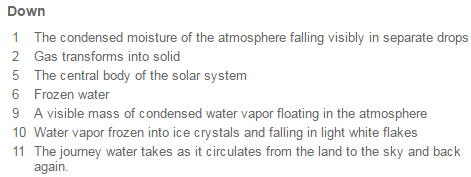 Down
1 The condensed moisture of the atmosphere falling visibly in separate drops
2 Gas transforms into solid
5 The central body of the solar system
6 Frozen water
9 A visible mass of condensed water vapor floating in the atmosphere
10 Water vapor frozen into ice crystals and falling in light white flakes
11 The journey water takes as it circulates from the land to the sky and back
again.